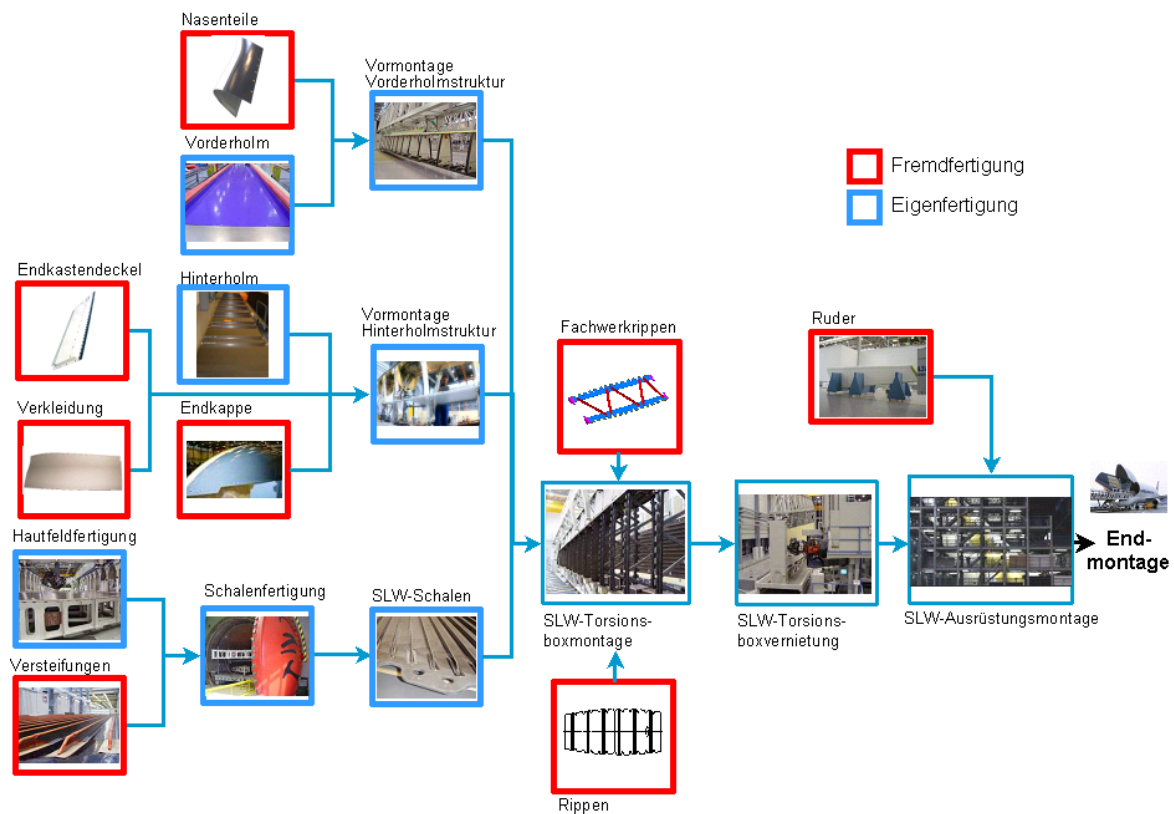 Nasenteile
Vormontage
Vorderholmstruktur
Vorderholm
Fremdfertigung
Eigenfertigung
Endkastendeckel
Hinterholm
Vormontage
Hinterholmstruktur
Fachwerkrippen
Ruder
Verkleidung
Endkappe
Hautfeldfertigung
Schalenfertigung
SLW-Schalen
End-
montage
SLW-Torsions-
boxmontage
SLW-Torsions-
boxvernietung
SLW-Ausrüstungsmontage
Versteifungen
Rippen